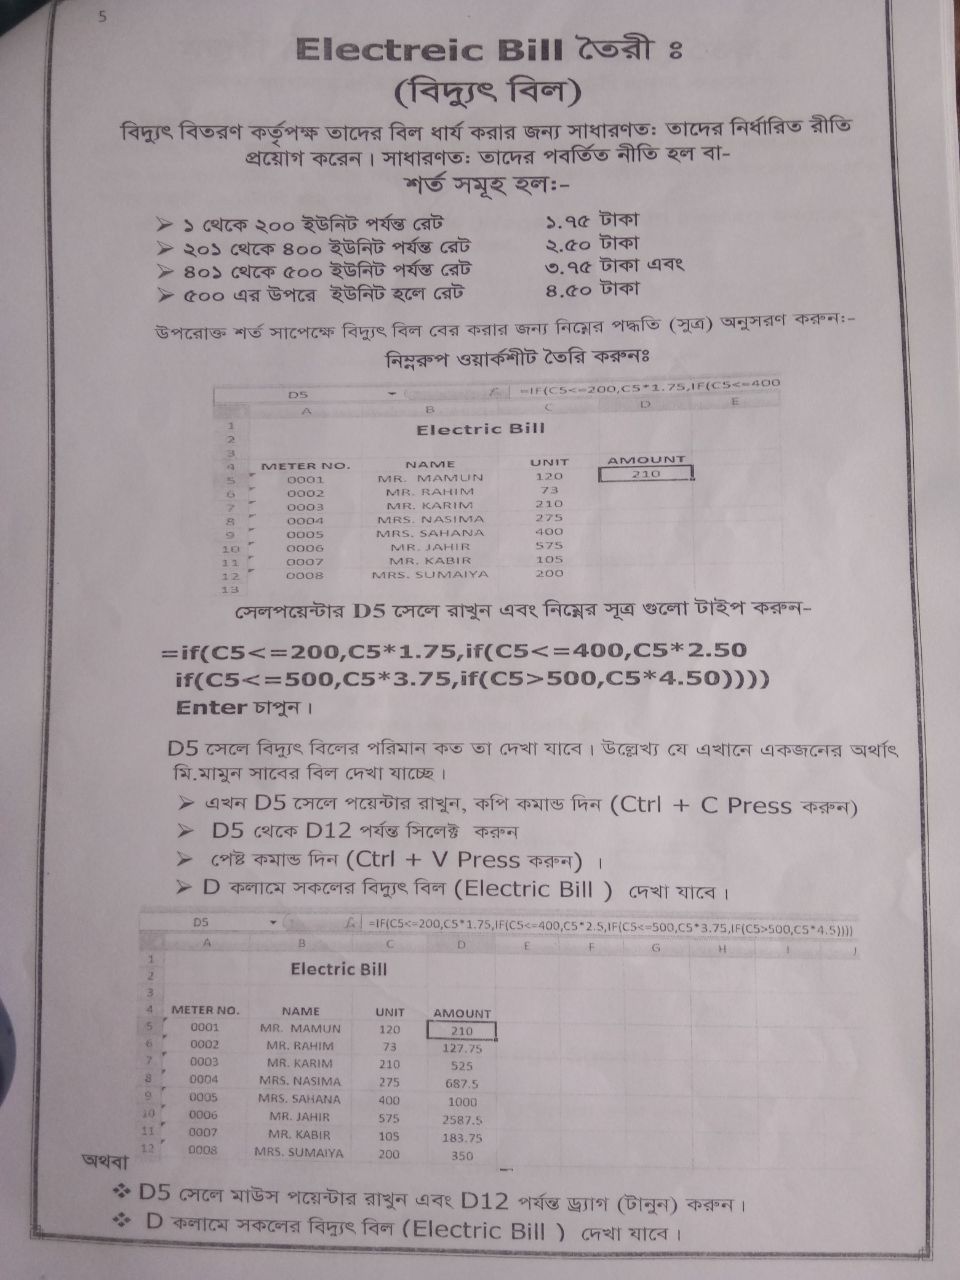 5
Electreic Bill তৈরী ঃ
(বিদ্যুৎ বিল)
বিদ্যুৎ বিতরণ কর্তৃপক্ষ তাদের বিল ধার্য করার জন্য সাধারণতঃ তাদের নির্ধারিত রীতি
প্রয়োগ করেন। সাধারণতঃ তাদের পবর্তিত নীতি হল বা-
শর্ত সমূহ হলঃ-
➢ ১ থেকে ২০০ ইউনিট পর্যন্ত রেট ১.৭৫ টাকা
➢ ২০১ থেকে ৪০০ ইউনিট পর্যন্ত রেট ২.৫০ টাকা
➢ ৪০১ থেকে ৫০০ ইউনিট পর্যন্ত রেট ৩.৭৫ টাকা এবং
➢ ৫০০ এর উপরে ইউনিট হলে রেট ৪.৫০ টাকা
উপরোক্ত শর্ত সাপেক্ষে বিদ্যুৎ বিল বের করার জন্য নিম্নের পদ্ধতি (সূত্র) অনুসরণ করুনঃ-
নিম্নরুপ ওয়ার্কশীট তৈরি করুনঃ
D5 =IF(C5<=200,C5*1.75,IF(C5<=400
A B C D E
1 Electric Bill
2
3
4 METER NO. NAME UNIT AMOUNT
5 0001 MR. MAMUN 120 210
6 0002 MR. RAHIM 73
7 0003 MR. KARIM 210
8 0004 MRS. NASIMA 275
9 0005 MRS. SAHANA 400
10 0006 MR. JAHIR 575
11 0007 MR. KABIR 105
12 0008 MRS. SUMAIYA 200
13
সেলপয়েন্টার D5 সেলে রাখুন এবং নিম্নের সূত্র গুলো টাইপ করুন-
=if(C5<=200,C5*1.75,if(C5<=400,C5*2.50
if(C5<=500,C5*3.75,if(C5>500,C5*4.50))))
Enter চাপুন।
D5 সেলে বিদ্যুৎ বিলের পরিমান কত তা দেখা যাবে। উল্লেখ্য যে এখানে একজনের অর্থাৎ
মি.মামুন সাবের বিল দেখা যাচ্ছে।
➢ এখন D5 সেলে পয়েন্টার রাখুন, কপি কমান্ড দিন (Ctrl + C Press করুন)
➢ D5 থেকে D12 পর্যন্ত সিলেক্ট করুন
➢ পেষ্ট কমান্ড দিন (Ctrl + V Press করুন) ।
➢ D কলামে সকলের বিদ্যুৎ বিল (Electric Bill ) দেখা যাবে।
D5 fx =IF(C5<=200,C5*1.75,IF(C5<=400,C5*2.5,IF(C5<=500,C5*3.75,IF(C5>500,C5*4.5))))
A B C D E F G H I J
1 Electric Bill
2
3
4 METER NO. NAME UNIT AMOUNT
5 0001 MR. MAMUN 120 210
6 0002 MR. RAHIM 73 127.75
7 0003 MR. KARIM 210 525
8 0004 MRS. NASIMA 275 687.5
9 0005 MRS. SAHANA 400 1000
10 0006 MR. JAHIR 575 2587.5
11 0007 MR. KABIR 105 183.75
12 0008 MRS. SUMAIYA 200 350
অথবা
❖ D5 সেলে মাউস পয়েন্টার রাখুন এবং D12 পর্যন্ত ড্র্যাগ (টানুন) করুন।
❖ D কলামে সকলের বিদ্যুৎ বিল (Electric Bill ) দেখা যাবে।